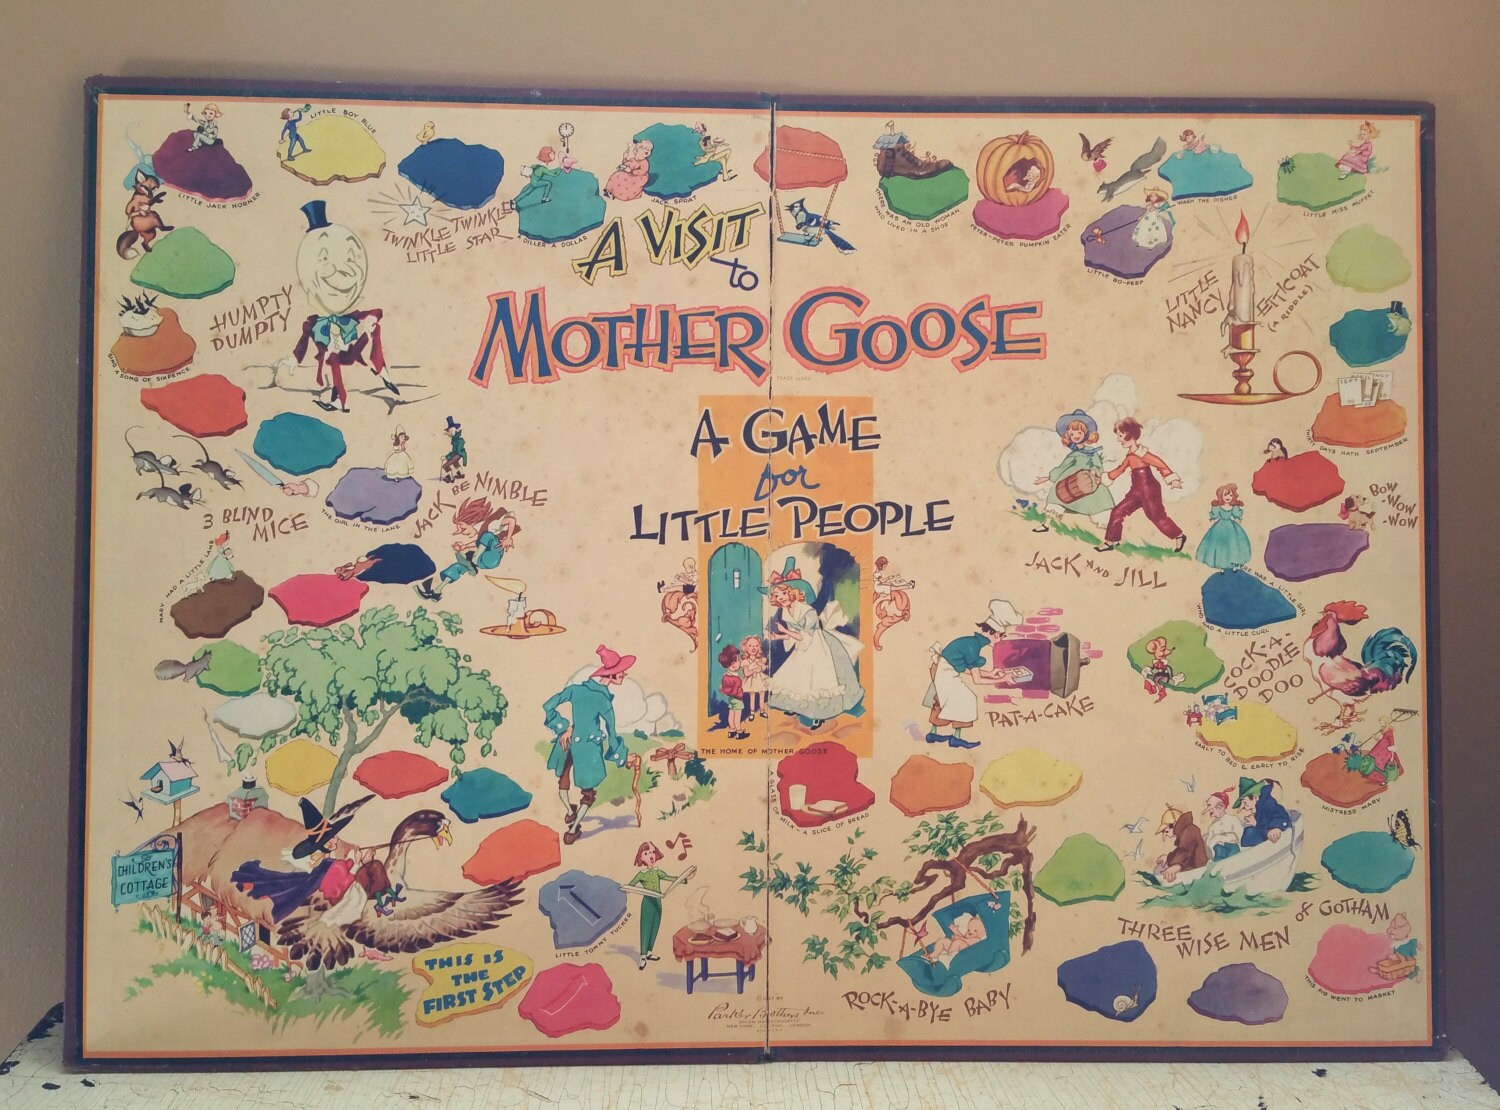 LITTLE JACK HORNER
LITTLE BOY BLUE
TWINKLE TWINKLE
LITTLE STAR
A DILLER A DOLLAR
JACK SPRAT
THERE WAS AN OLD WOMAN
WHO LIVED IN A SHOE
PETER-PETER PUMPKIN EATER
WASH THE DISHES
LITTLE BO-PEEP
LITTLE MISS MUFFET
A VISIT
to
MOTHER GOOSE
TRADE MARK
HUMPTY
DUMPTY
SING A SONG OF SIXPENCE
LITTLE
NANCY ETTICOAT
(A RIDDLE)
SEPT
THIRTY DAYS HATH SEPTEMBER
A GAME
for
LITTLE PEOPLE
3 BLIND
MICE
THE GIRL IN THE LANE
JACK BE NIMBLE
MARY HAD A LITTLE LAMB
JACK AND JILL
BOW
-WOW
-WOW
THERE WAS A LITTLE GIRL
WHO HAD A LITTLE CURL
COCK-A-
DOODLE
DOO
PAT-A-CAKE
EARLY TO BED & EARLY TO RISE
MISTRESS MARY
THE HOME OF MOTHER GOOSE
A GLASS OF MILK - A SLICE OF BREAD
CHILDREN'S
COTTAGE
THIS IS
THE
FIRST STEP
LITTLE TOMMY TUCKER
ROCK-A-BYE BABY
THREE
WISE MEN
OF GOTHAM
THIS PIG WENT TO MARKET
Parker Brothers Inc.